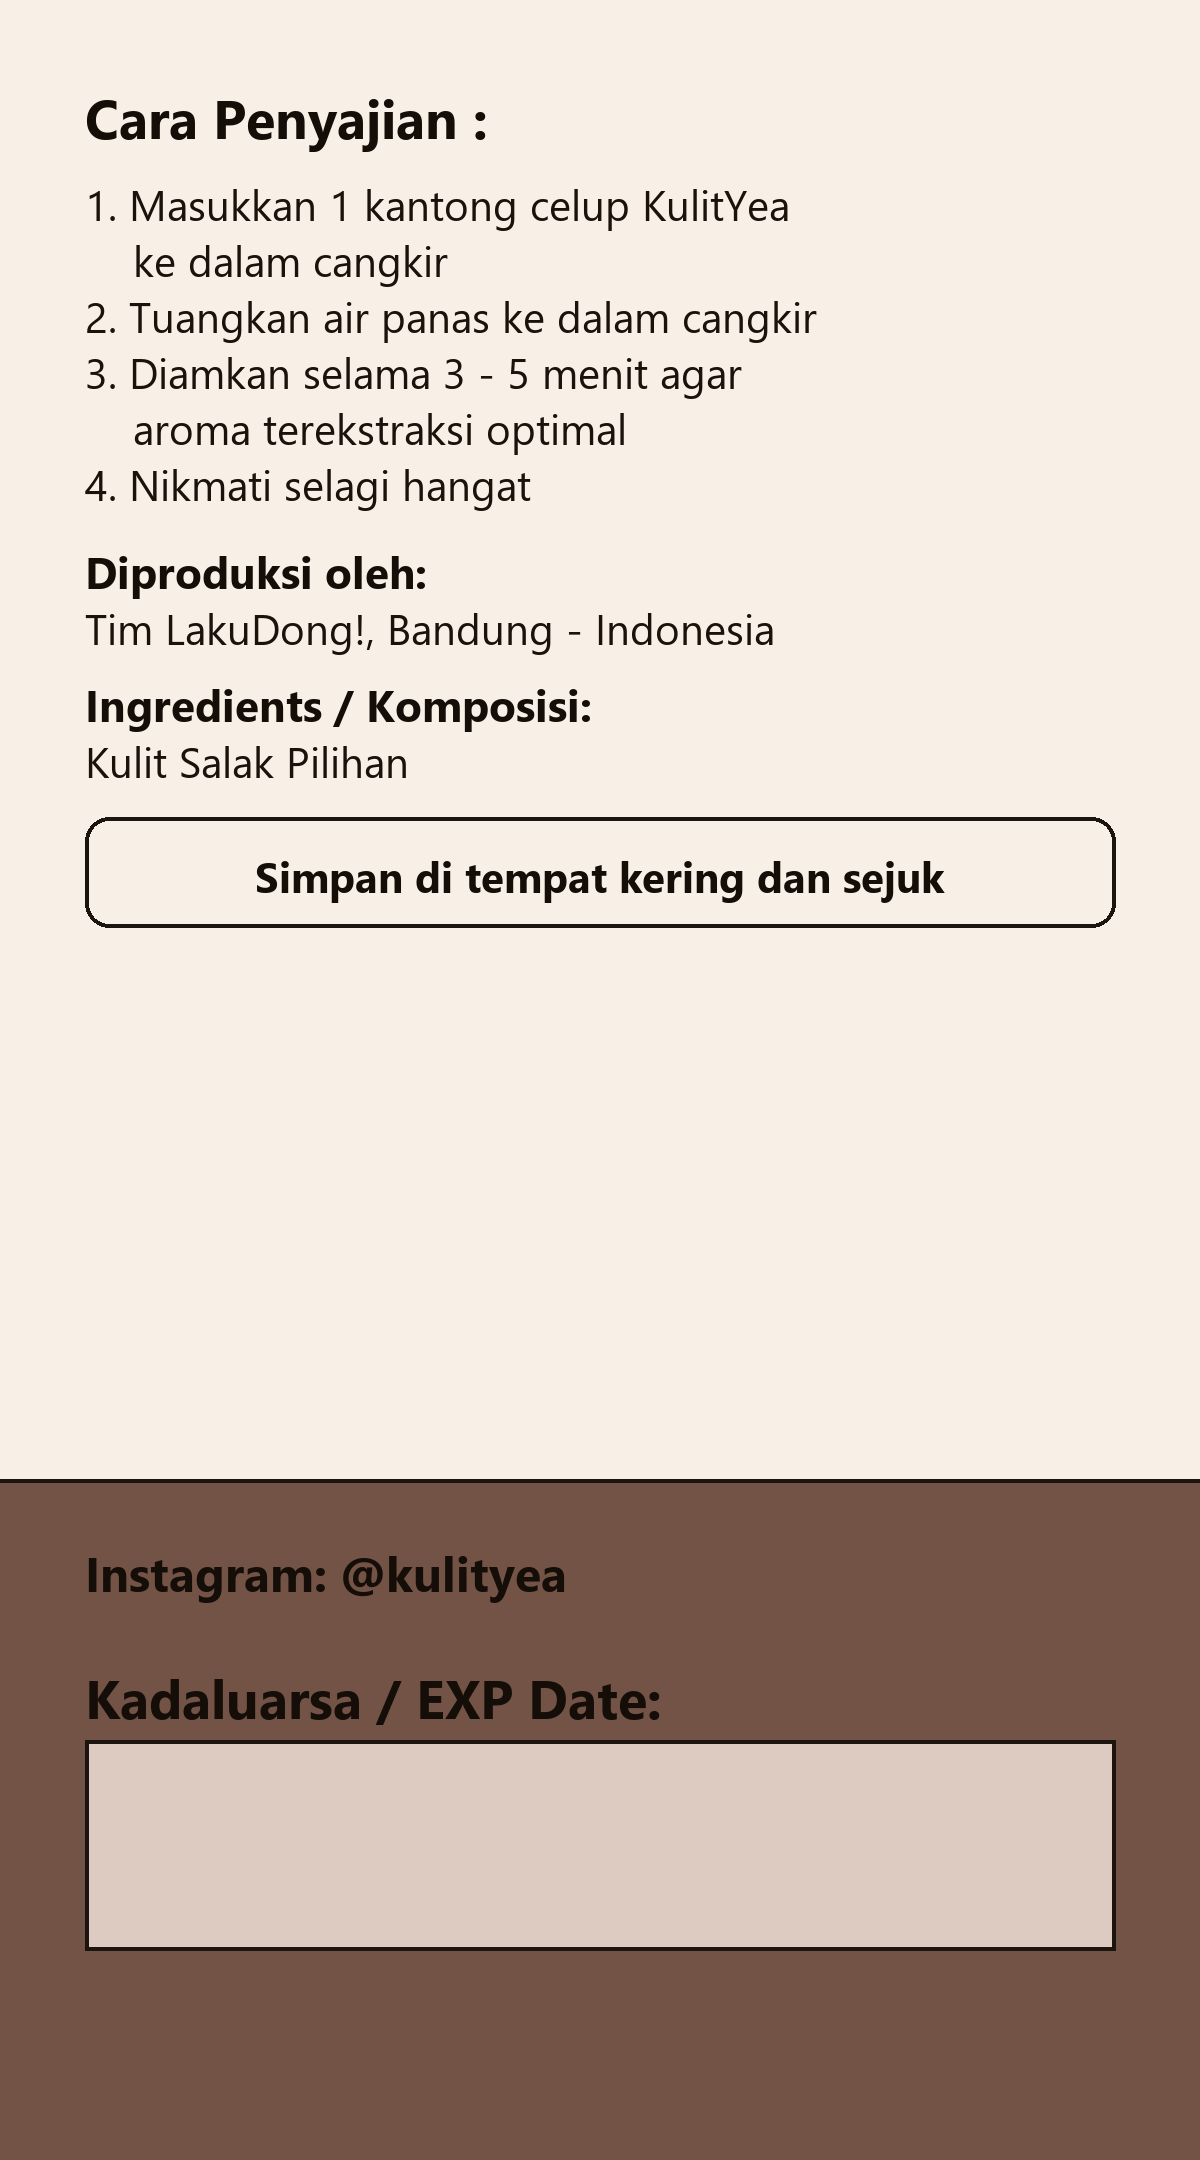 Cara Penyajian :
1. Masukkan 1 kantong celup KulitYea
ke dalam cangkir
2. Tuangkan air panas ke dalam cangkir
3. Diamkan selama 3 - 5 menit agar
aroma terekstraksi optimal
4. Nikmati selagi hangat
Diproduksi oleh:
Tim LakuDong!, Bandung - Indonesia
Ingredients / Komposisi:
Kulit Salak Pilihan
Simpan di tempat kering dan sejuk
Instagram: @kulityea
Kadaluarsa / EXP Date: